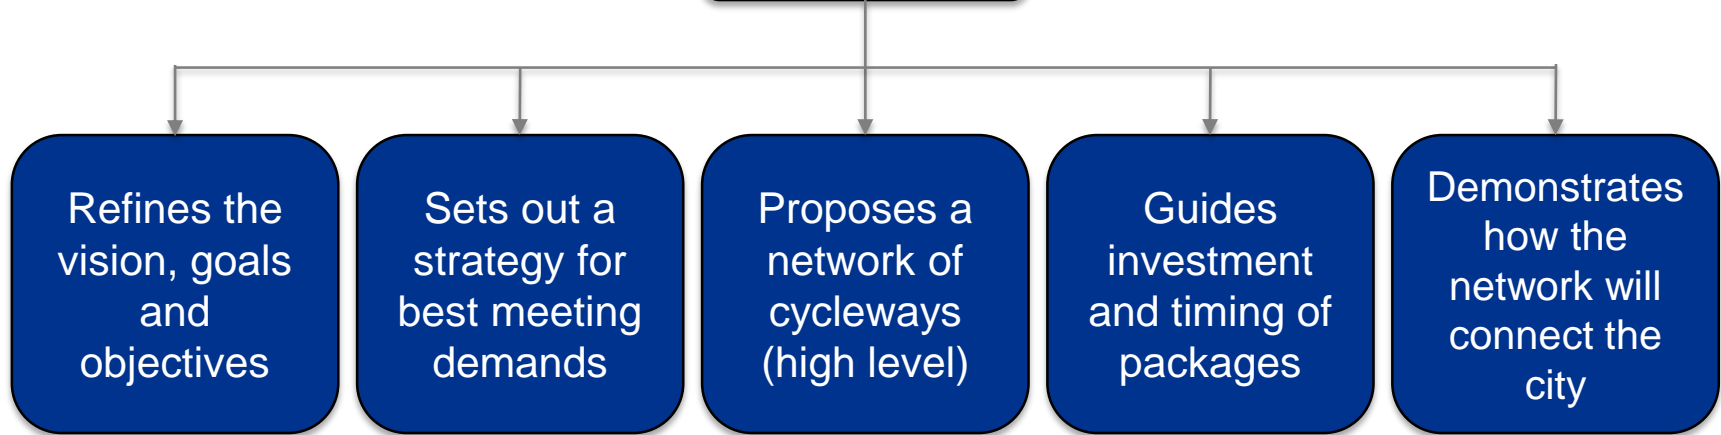 Refines the
vision, goals
and
objectives
Sets out a
strategy for
best meeting
demands
Proposes a
network of
cycleways
(high level)
Guides
investment
and timing of
packages
Demonstrates
how the
network will
connect the
city